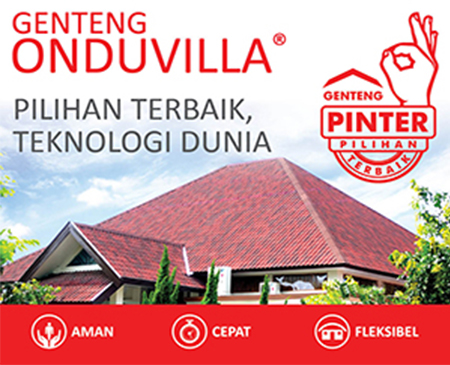 GENTENG
ONDUVILLA®
PILIHAN TERBAIK,
TEKNOLOGI DUNIA
GENTENG
PINTER
PILIHAN
TERBAIK
AMAN
CEPAT
FLEKSIBEL